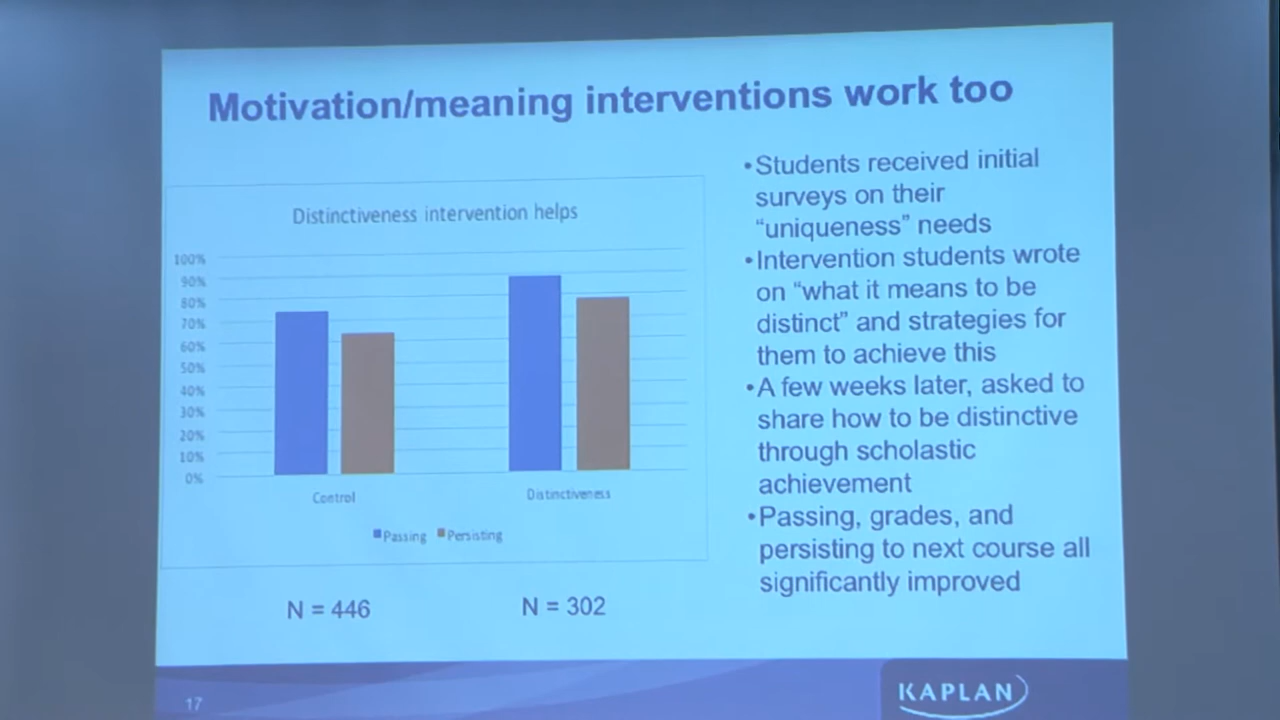 Motivation/meaning interventions work too
Distinctiveness intervention helps
100%
90%
80%
70%
60%
50%
40%
30%
20%
10%
0%
Control
Distinctiveness
Passing
Persisting
N = 446
N = 302
•Students received initial
surveys on their
“uniqueness” needs
•Intervention students wrote
on “what it means to be
distinct” and strategies for
them to achieve this
•A few weeks later, asked to
share how to be distinctive
through scholastic
achievement
•Passing, grades, and
persisting to next course all
significantly improved
17
KAPLAN